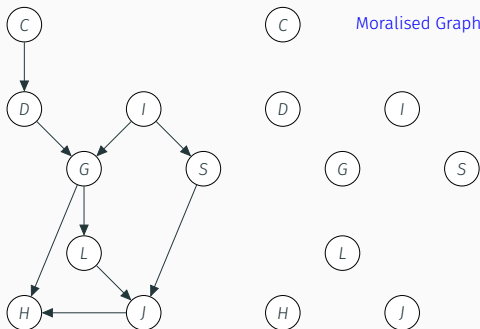 C C Moralised Graph
D I D I
G S G S
L L
H J H J